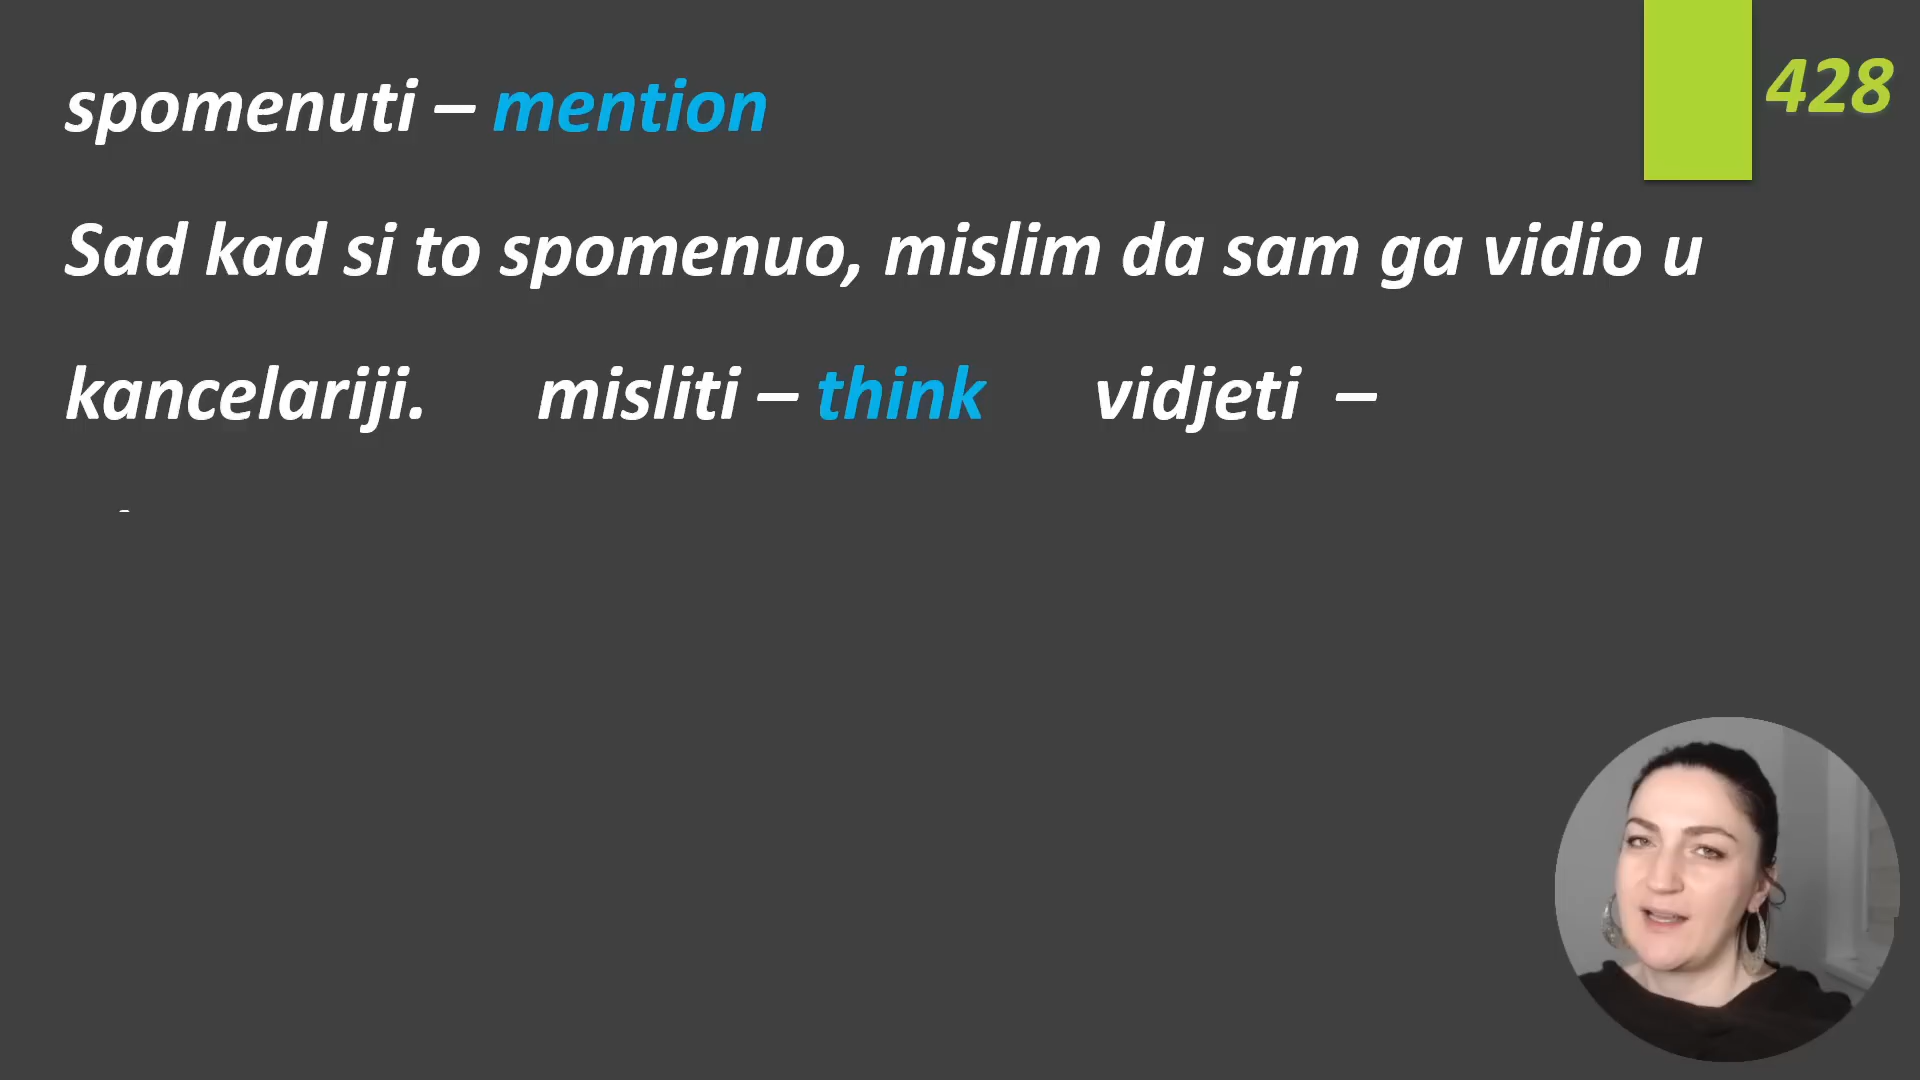 428
spomenuti – mention
Sad kad si to spomenuo, mislim da sam ga vidio u
kancelariji. misliti – think vidjeti –